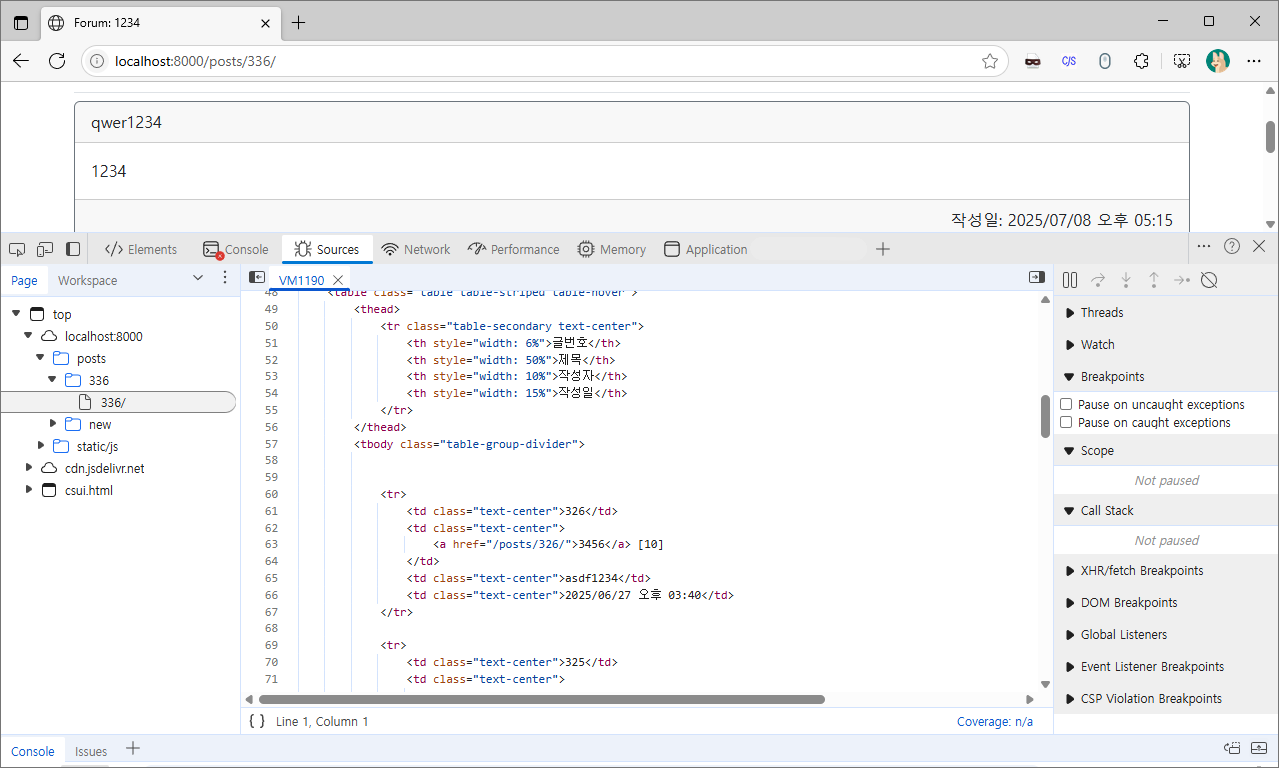 Forum: 1234
localhost:8000/posts/336/
C/S
qwer1234
1234
작성일: 2025/07/08 오후 05:15
Elements
Console
Sources
Network
Performance
Memory
Application
Page
Workspace
VM1190
top
localhost:8000
posts
336
336/
new
static/js
cdn.jsdelivr.net
csui.html
48 <table class="table table-striped table-hover">
49 <thead>
50 <tr class="table-secondary text-center">
51 <th style="width: 6%">글번호</th>
52 <th style="width: 50%">제목</th>
53 <th style="width: 10%">작성자</th>
54 <th style="width: 15%">작성일</th>
55 </tr>
56 </thead>
57 <tbody class="table-group-divider">
58
59
60 <tr>
61 <td class="text-center">326</td>
62 <td class="text-center">
63 <a href="/posts/326/">3456</a> [10]
64 </td>
65 <td class="text-center">asdf1234</td>
66 <td class="text-center">2025/06/27 오후 03:40</td>
67 </tr>
68
69 <tr>
70 <td class="text-center">325</td>
71 <td class="text-center">
{ } Line 1, Column 1
Coverage: n/a
Threads
Watch
Breakpoints
Pause on uncaught exceptions
Pause on caught exceptions
Scope
Not paused
Call Stack
Not paused
XHR/fetch Breakpoints
DOM Breakpoints
Global Listeners
Event Listener Breakpoints
CSP Violation Breakpoints
Console
Issues